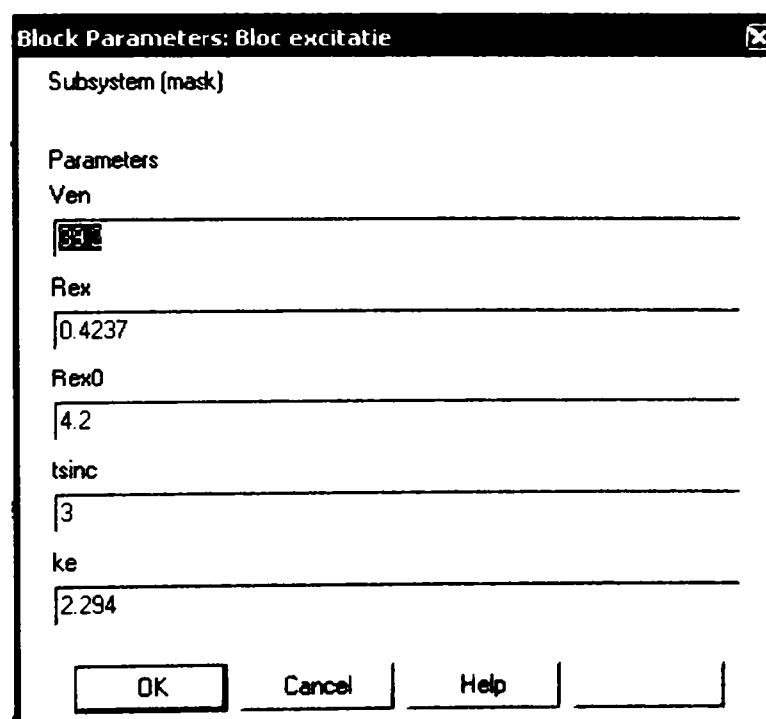 Block Parameters: Bloc excitatie
Subsystem (mask)
Parameters
Ven
Rex
0.4237
Rex0
4.2
tsinc
3
ke
2.294
OK Cancel Help